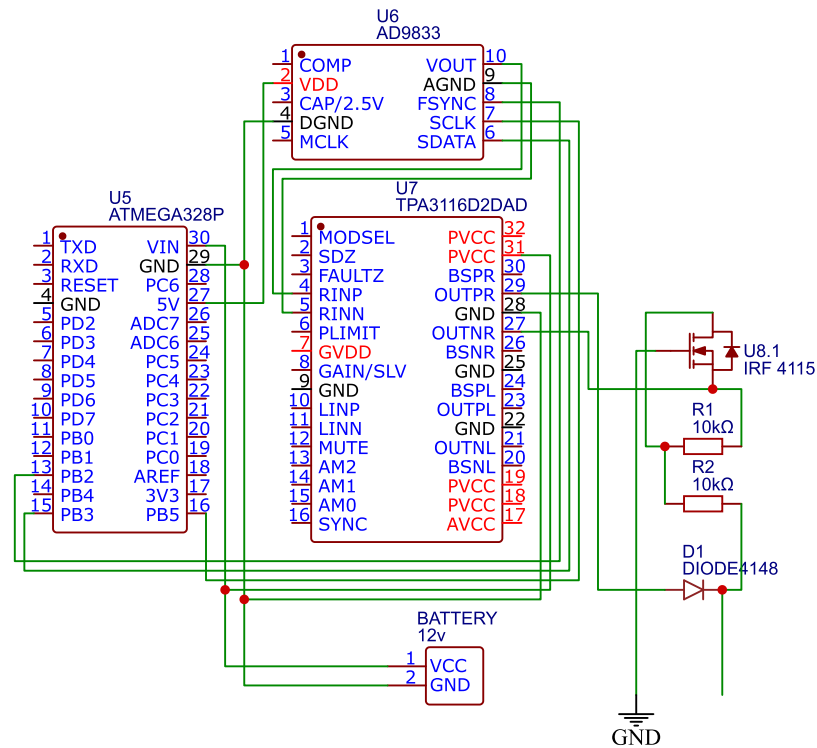 U6
AD9833
1 COMP VOUT 10
2 VDD AGND 9
3 CAP/2.5V FSYNC 8
4 DGND SCLK 7
5 MCLK SDATA 6
U7
TPA3116D2DAD
1 MODSEL PVCC 32
2 SDZ PVCC 31
3 FAULTZ BSPR 30
4 RINP OUTPR 29
5 RINN GND 28
6 PLIMIT OUTNR 27
7 GVDD BSNR 26
8 GAIN/SLV GND 25
9 GND BSPL 24
10 LINP OUTPL 23
11 LINN GND 22
12 MUTE OUTNL 21
13 AM2 BSNL 20
14 AM1 PVCC 19
15 AM0 PVCC 18
16 SYNC AVCC 17
U5
ATMEGA328P
1 TXD VIN 30
2 RXD GND 29
3 RESET PC6 28
4 GND 5V 27
5 PD2 ADC7 26
6 PD3 ADC6 25
7 PD4 PC5 24
8 PD5 PC4 23
9 PD6 PC3 22
10 PD7 PC2 21
11 PB0 PC1 20
12 PB1 PC0 19
13 PB2 AREF 18
14 PB4 3V3 17
15 PB3 PB5 16
U8.1
IRF 4115
R1
10kΩ
R2
10kΩ
D1
DIODE4148
BATTERY
12v
1 VCC
2 GND
GND